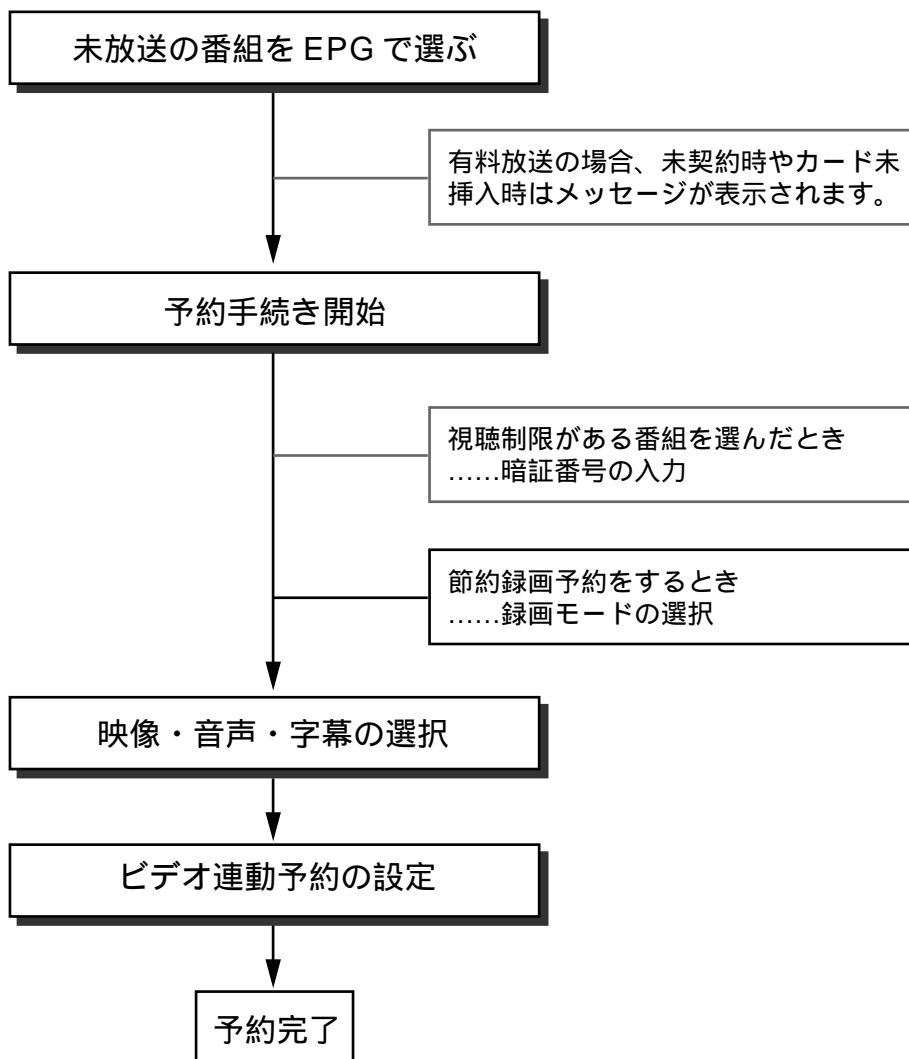 未放送の番組を EPG で選ぶ
有料放送の場合、未契約時やカード未
挿入時はメッセージが表示されます。
予約手続き開始
視聴制限がある番組を選んだとき
……暗証番号の入力
節約録画予約をするとき
……録画モードの選択
映像・音声・字幕の選択
ビデオ連動予約の設定
予約完了